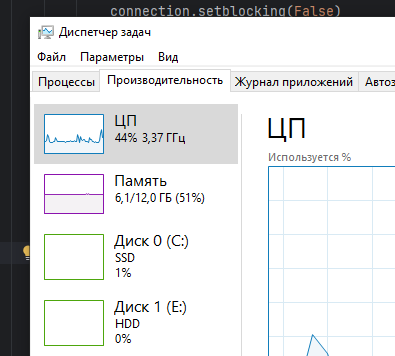 connection.setblocking(False)
Диспетчер задач
Файл Параметры Вид
Процессы Производительность Журнал приложений Автоз
ЦП
44% 3,37 ГГц
ЦП
Используется %
Память
6,1/12,0 ГБ (51%)
Диск 0 (C:)
SSD
1%
Диск 1 (E:)
HDD
0%